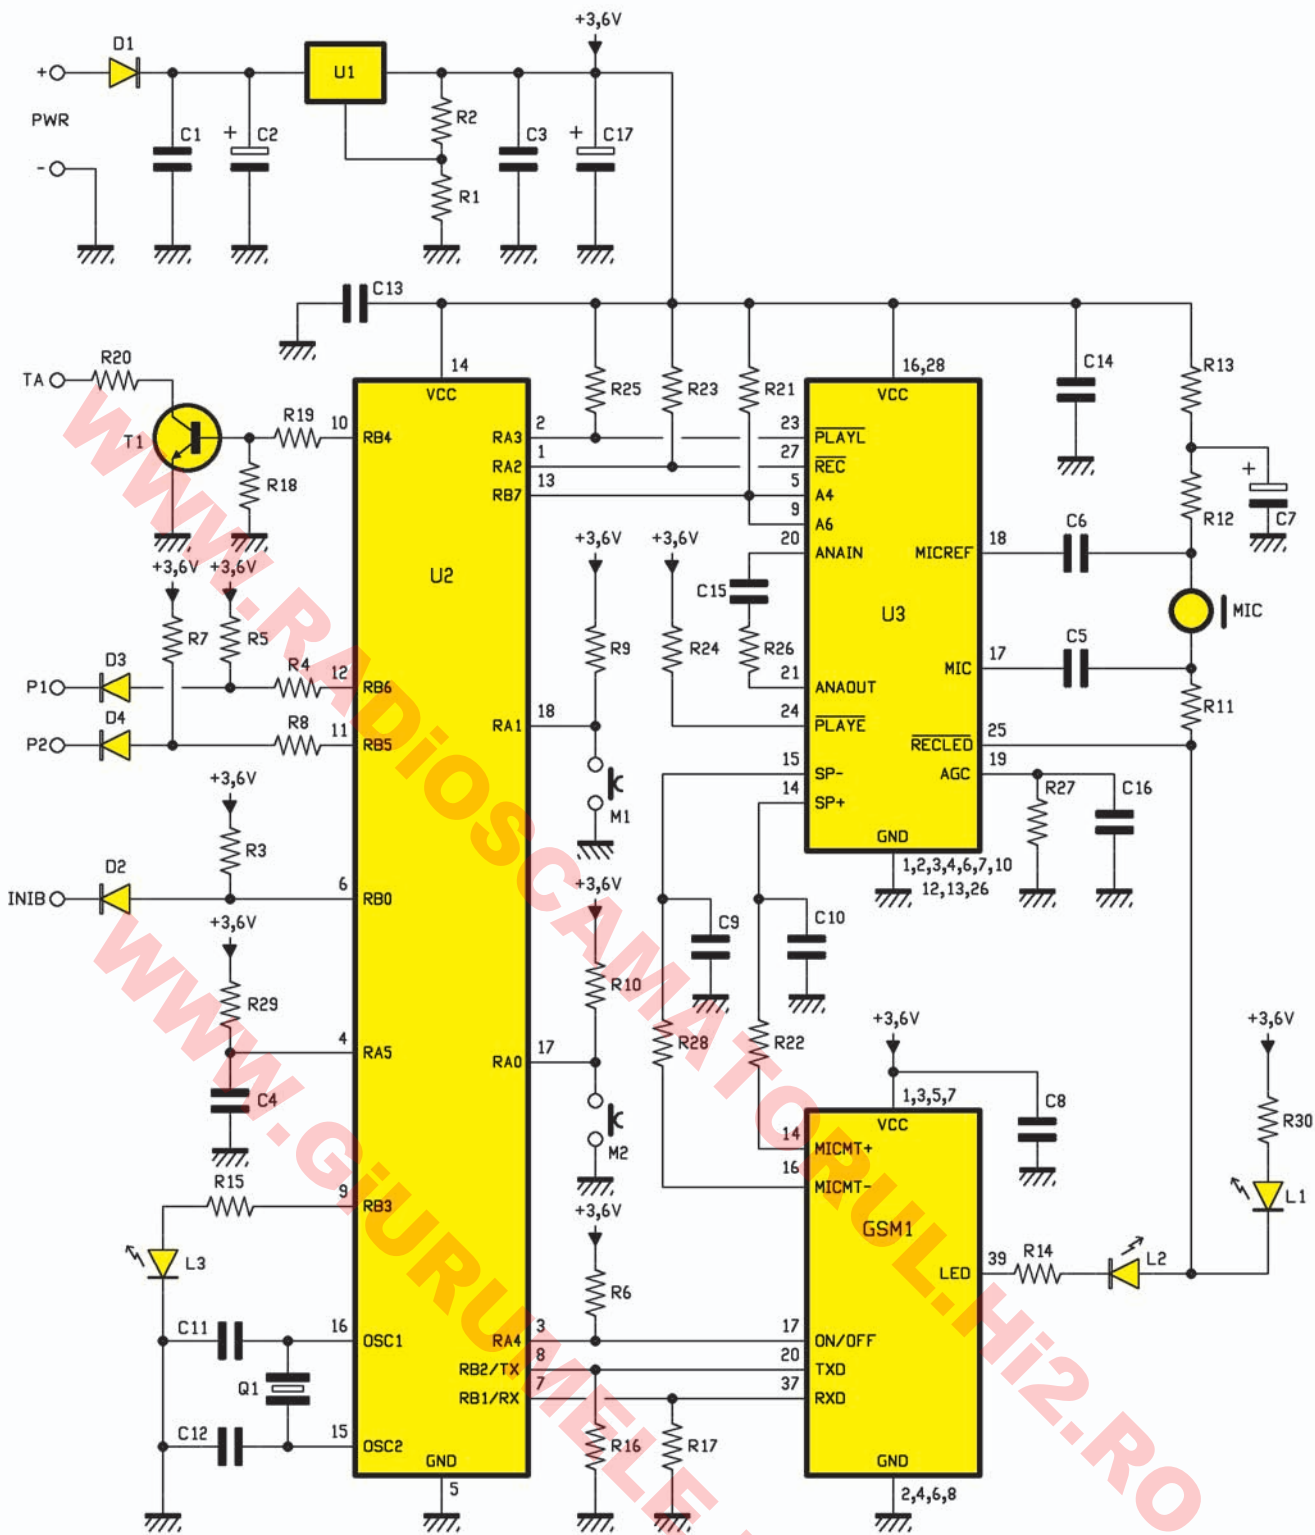 +3,6V
D1
+
U1
R2
PWR
C1
+
C2
C3
+
C17
-
R1
C13
R20
TA
14
VCC
R25
R23
R21
16,28
VCC
C14
R13
T1
R19
10
RB4
RA3
2
23
PLAYL
RA2
1
27
REC
R18
RB7
13
5
A4
9
A6
+
C7
R12
+3,6V
+3,6V
+3,6V
+3,6V
20
ANAIN
MICREF
18
C6
U2
C15
U3
MIC
R7
R5
R9
R24
R26
D3
P1
R4
12
RB6
21
ANAOUT
MIC
17
C5
D4
P2
R8
11
RB5
RA1
18
24
PLAYE
R11
RECLED
25
+3,6V
15
SP-
AGC
19
R27
C16
M1
14
SP+
R3
GND
1,2,3,4,6,7,10
12,13,26
D2
INIB
6
RB0
+3,6V
+3,6V
C9
C10
R29
R10
+3,6V
+3,6V
4
RA5
RA0
17
R28
R22
C4
1,3,5,7
VCC
C8
R30
M2
14
MICMT+
R15
9
RB3
16
MICMT-
+3,6V
L1
GSM1
L3
R6
LED
39
R14
L2
C11
16
OSC1
RA4
3
17
ON/OFF
RB2/TX
8
20
TXD
Q1
RB1/RX
7
37
RXD
C12
15
OSC2
R16
R17
GND
5
GND
2,4,6,8
WWW.RADiOSCAMATORUL.Hi2.RO
WWW.GiURUMELE.